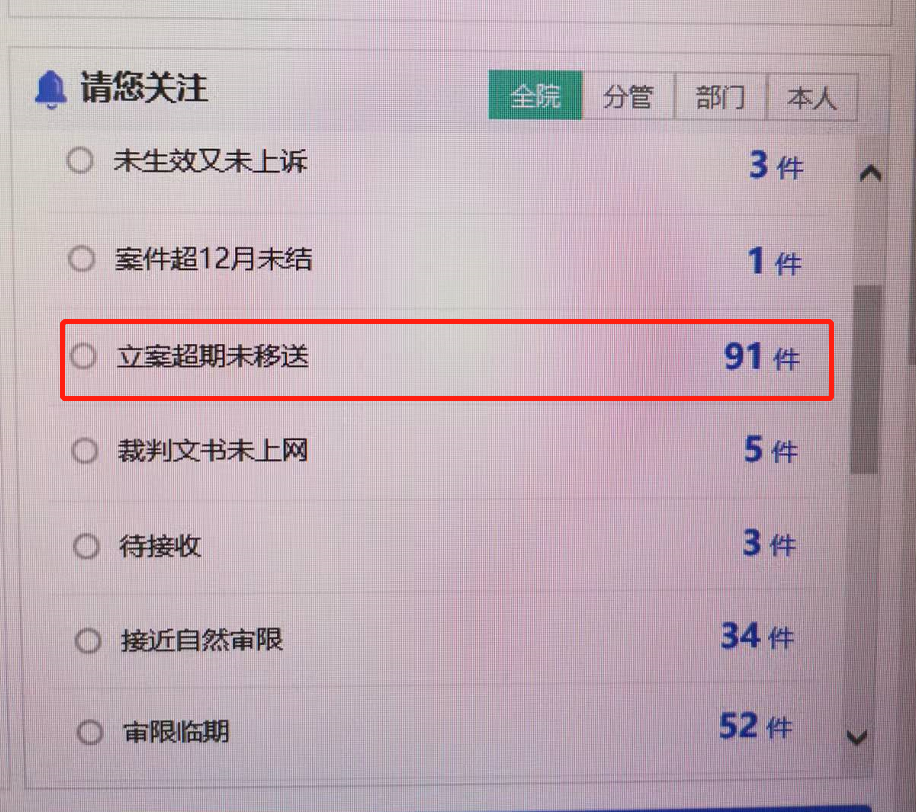 请您关注 全院 分管 部门 本人
未生效又未上诉 3 件
案件超12月未结 1 件
立案超期未移送 91 件
裁判文书未上网 5 件
待接收 3 件
接近自然审限 34 件
审限临期 52 件